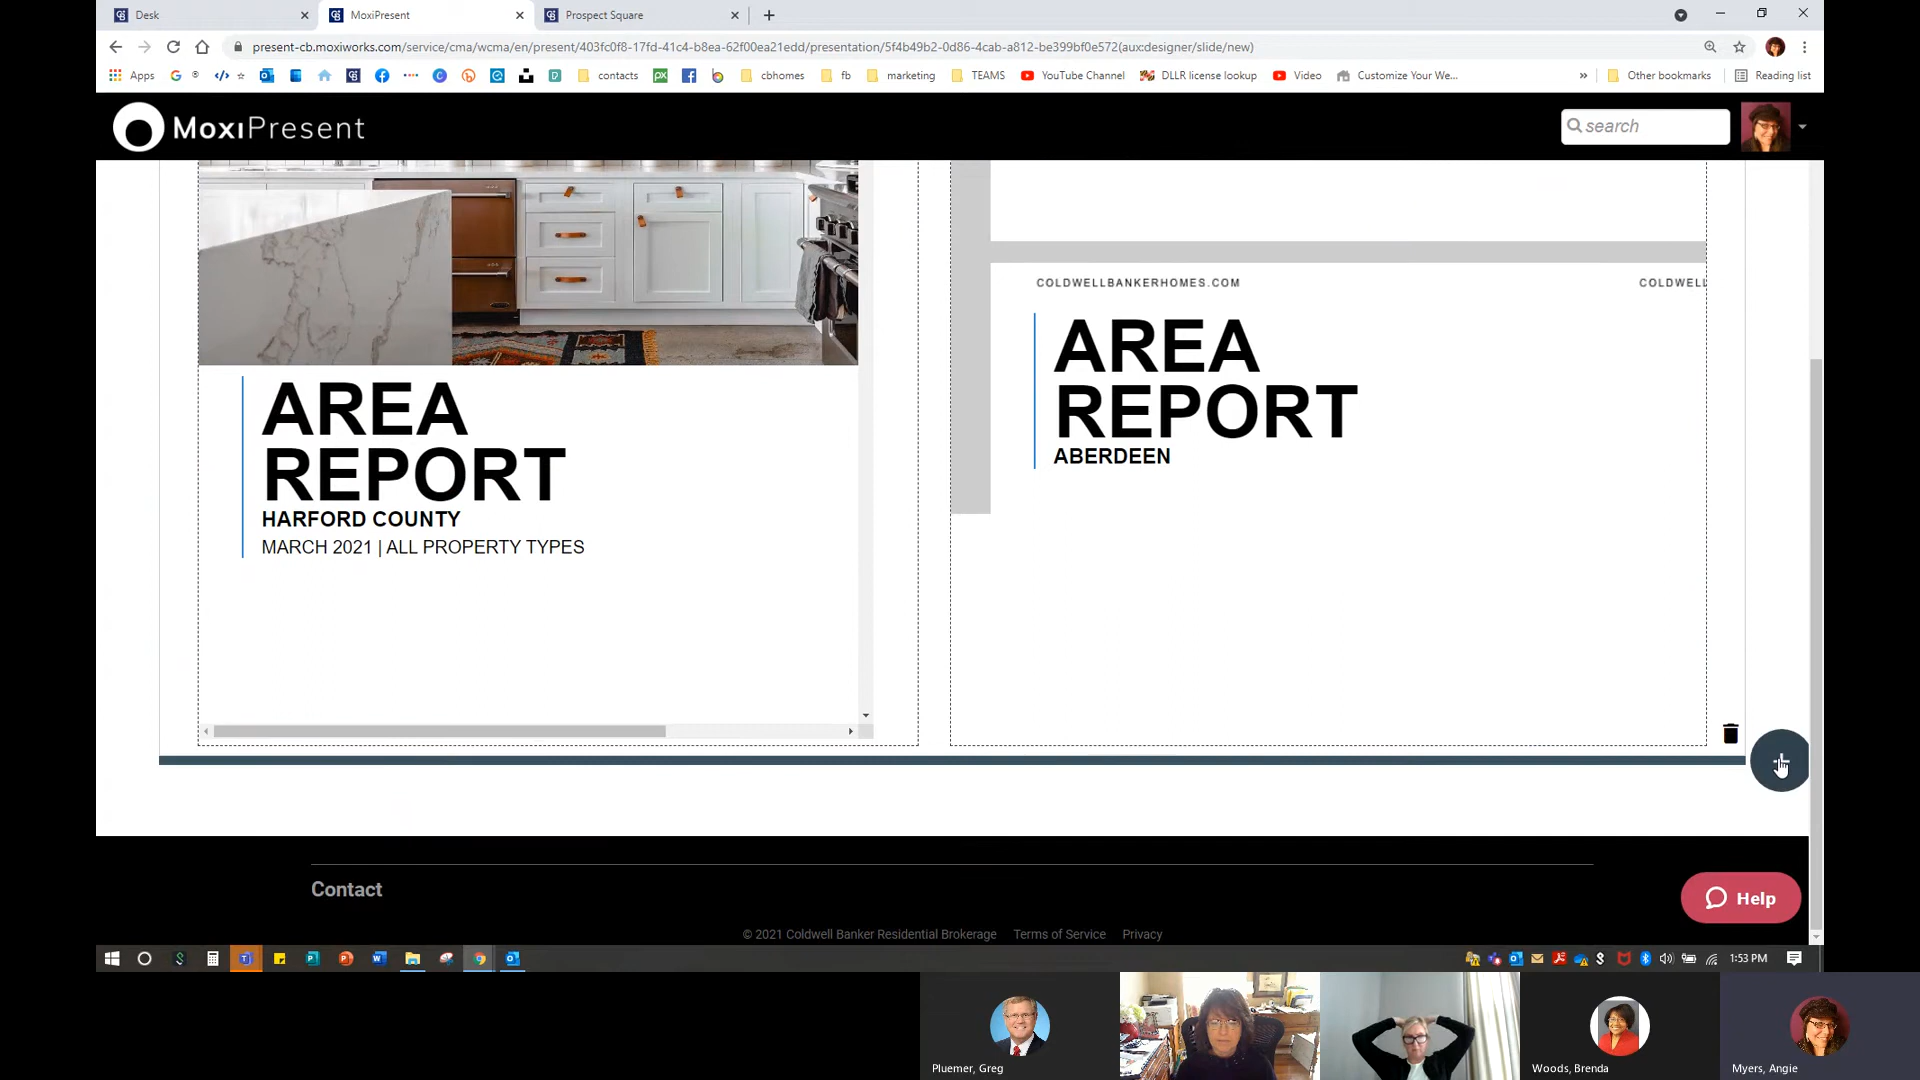 Desk
MoxiPresent
Prospect Square
present-cb.moxiworks.com/service/cma/wcma/en/present/403fc0f8-17fd-41c4-b8ea-62f00ea21edd/presentation/5f4b49b2-0d86-4cab-a812-be399bf0e572(aux:designer/slide/new)
Apps
contacts
cbhomes
fb
marketing
TEAMS
YouTube Channel
DLLR license lookup
Video
Customize Your We...
Other bookmarks
Reading list
MoxiPresent
search
COLDWELLBANKERHOMES.COM
COLDWELL
AREA
REPORT
HARFORD COUNTY
MARCH 2021 | ALL PROPERTY TYPES
AREA
REPORT
ABERDEEN
Contact
Help
© 2021 Coldwell Banker Residential Brokerage
Terms of Service
Privacy
1:53 PM
Pluemer, Greg
Woods, Brenda
Myers, Angie